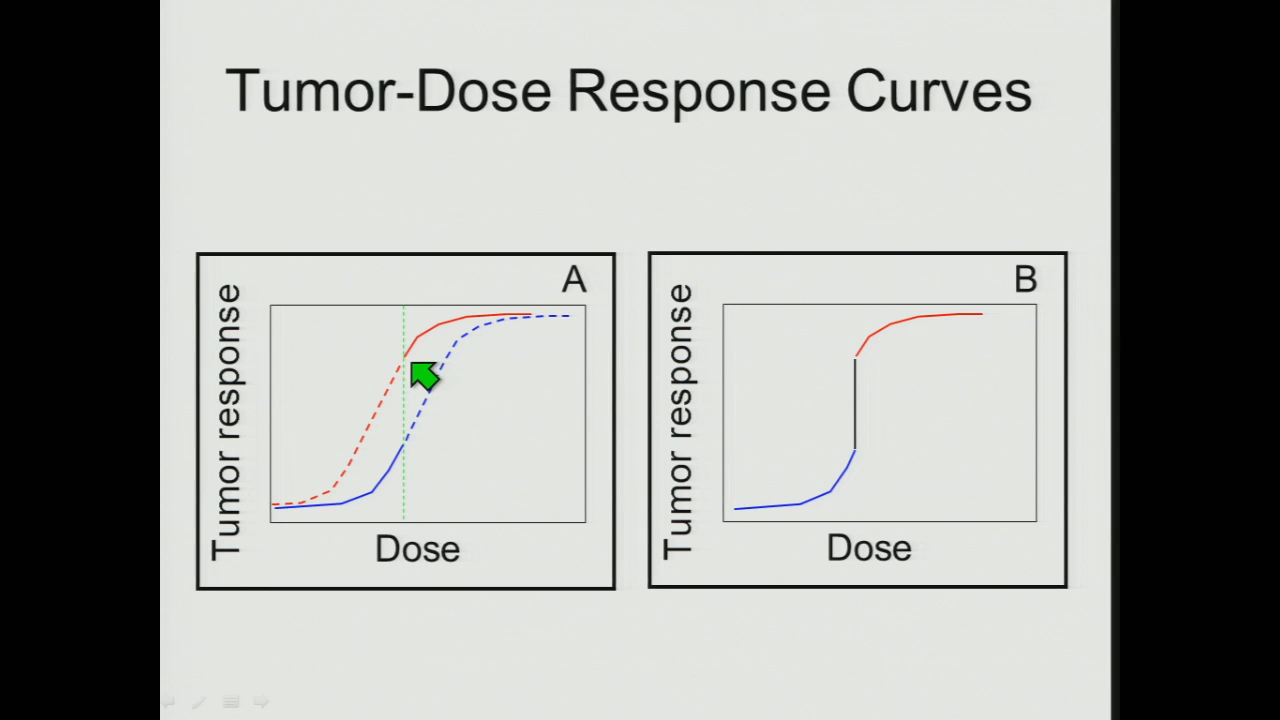 Tumor-Dose Response Curves
A
Tumor response
Dose
B
Tumor response
Dose